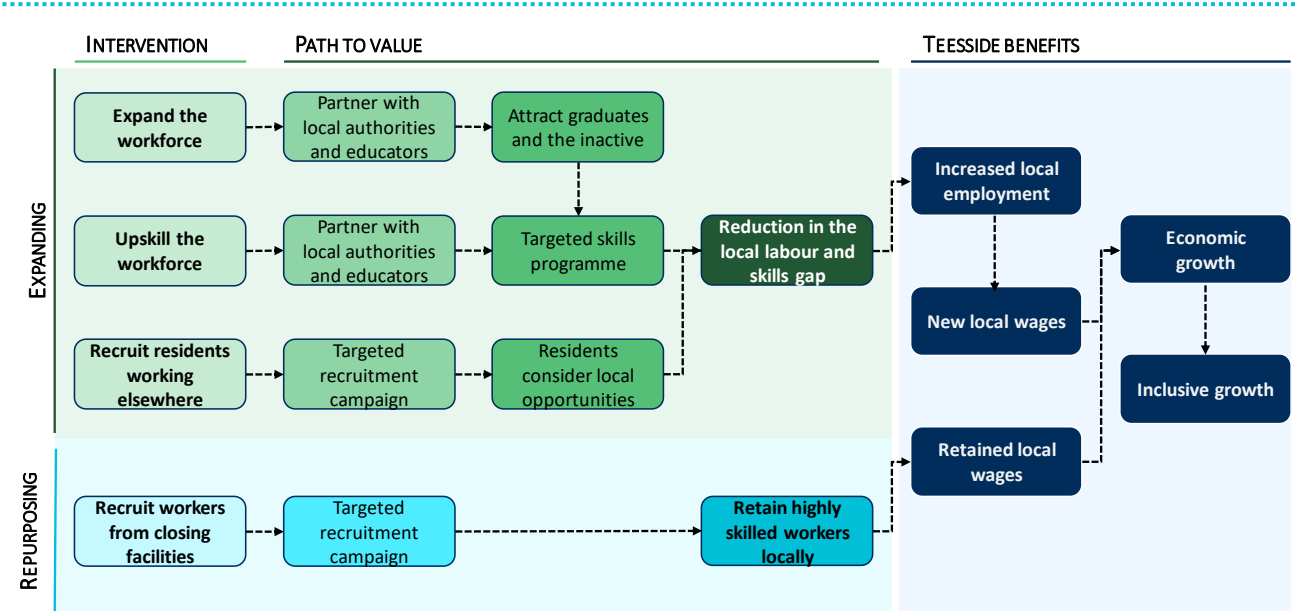 INTERVENTION
PATH TO VALUE
TEESSIDE BENEFITS
EXPANDING
Expand the
workforce
Partner with
local authorities
and educators
Attract graduates
and the inactive
Upskill the
workforce
Partner with
local authorities
and educators
Targeted skills
programme
Reduction in the
local labour and
skills gap
Recruit residents
working
elsewhere
Targeted
recruitment
campaign
Residents
consider local
opportunities
REPURPOSING
Recruit workers
from closing
facilities
Targeted
recruitment
campaign
Retain highly
skilled workers
locally
Increased local
employment
New local wages
Retained local
wages
Economic
growth
Inclusive growth